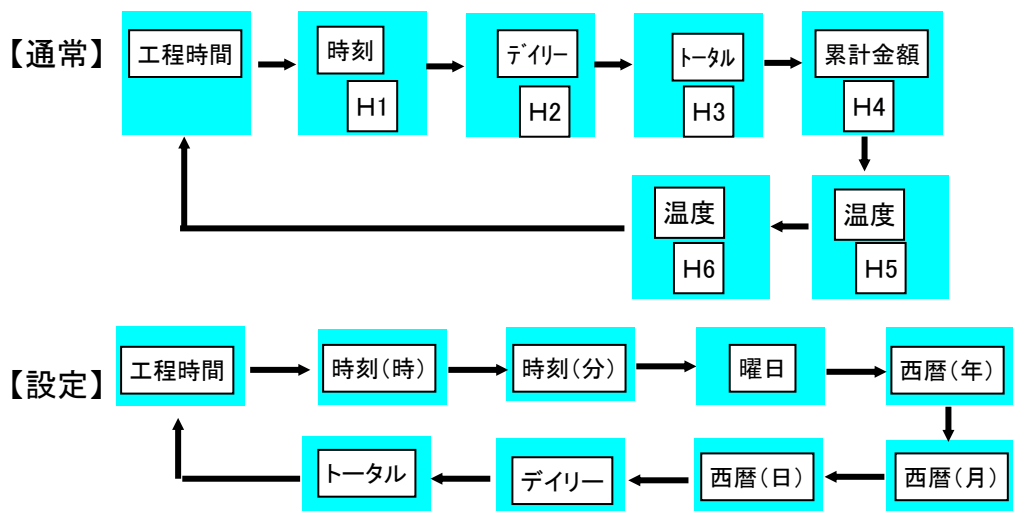 【通常】
工程時間
時刻
H1
ﾃﾞｲﾘｰ
H2
ﾄｰﾀﾙ
H3
累計金額
H4
温度
H5
温度
H6
【設定】
工程時間
時刻(時)
時刻(分)
曜日
西暦(年)
西暦(月)
西暦(日)
デイリー
トータル